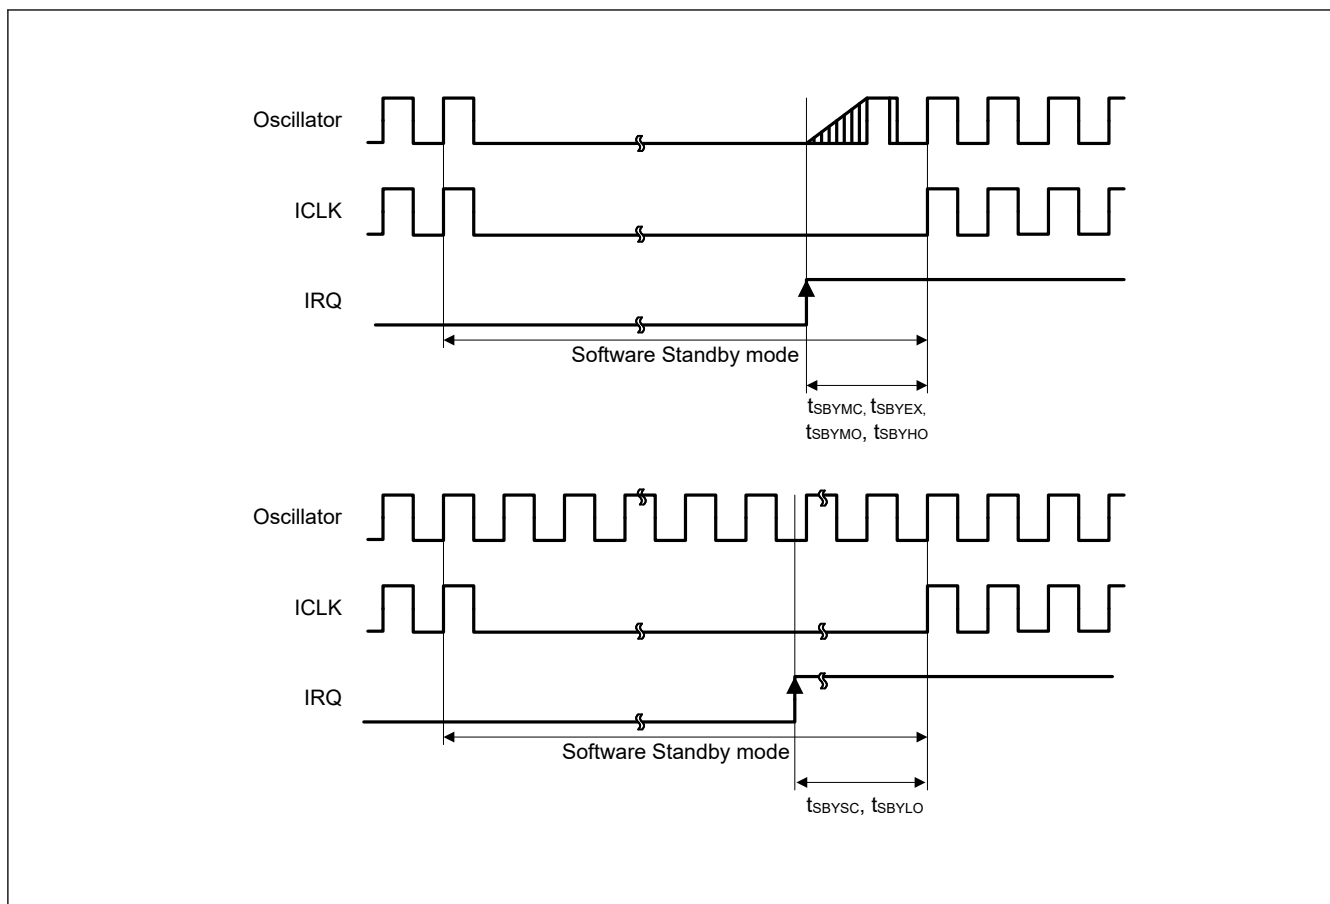 Oscillator
ICLK
IRQ
Software Standby mode
tSBYMC, tSBYEX,
tSBYMO, tSBYHO
Oscillator
ICLK
IRQ
Software Standby mode
tSBYSC, tSBYLO